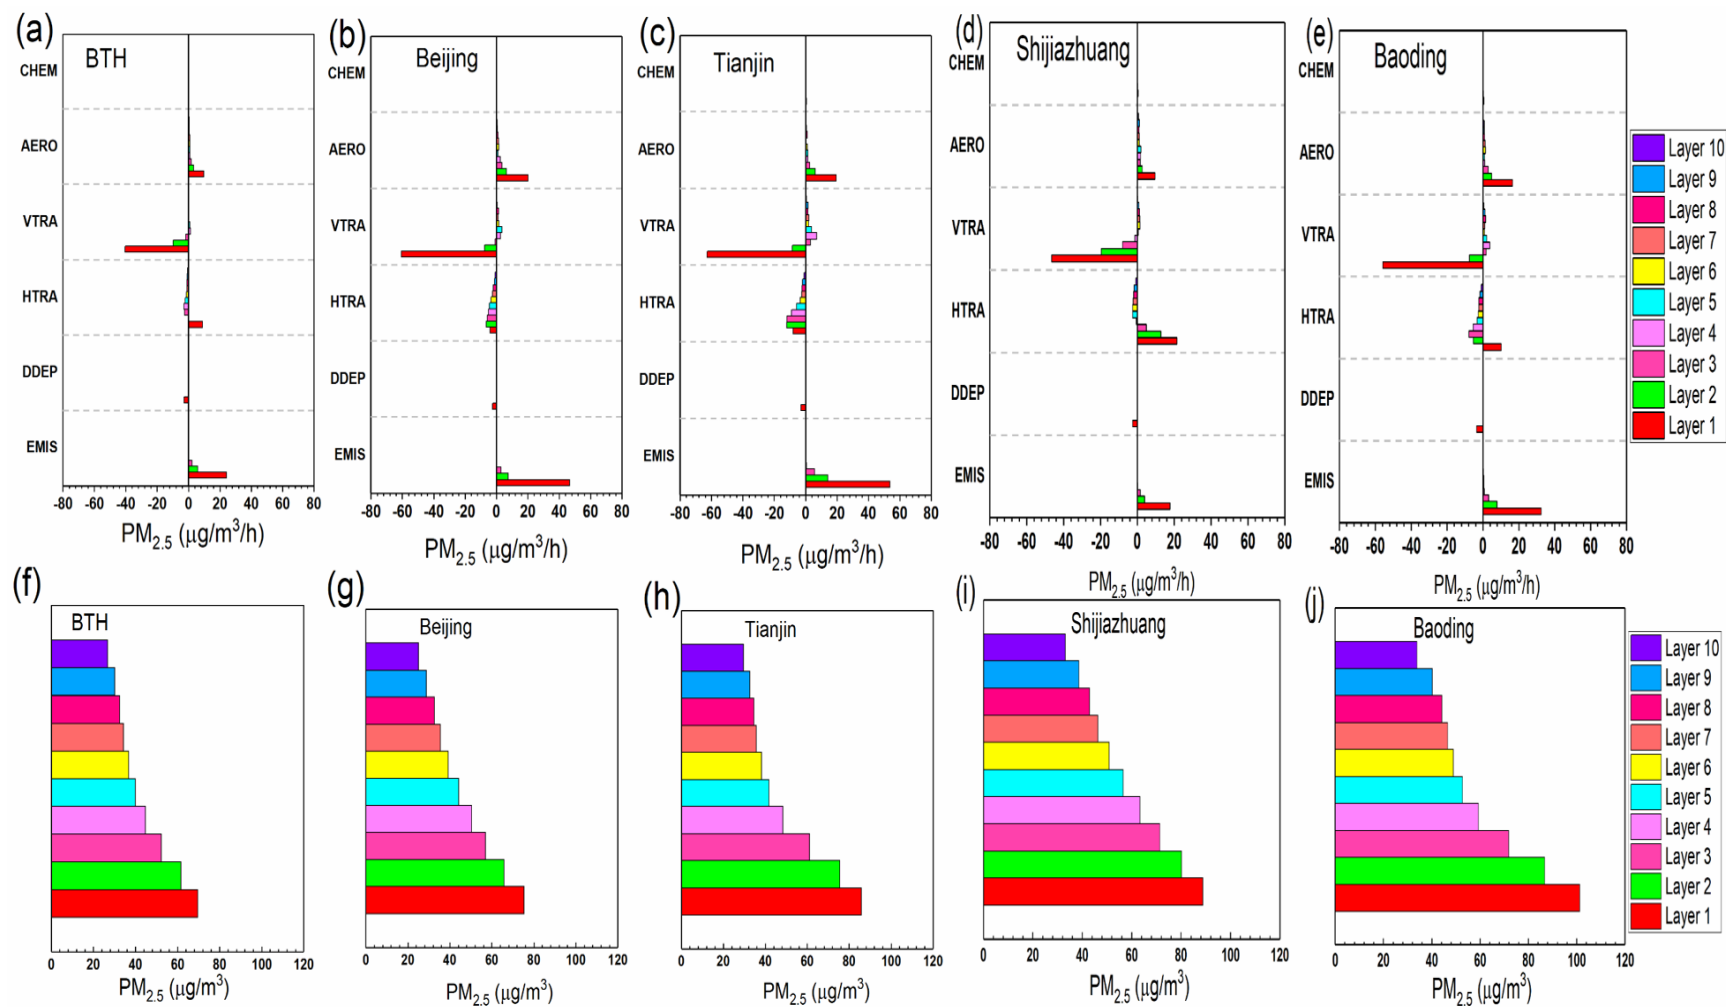 (a)
BTH
CHEM
AERO
VTRA
HTRA
DDEP
EMIS
-80 -60 -40 -20 0 20 40 60 80
PM2.5 (μg/m³/h)
(b)
Beijing
CHEM
AERO
VTRA
HTRA
DDEP
EMIS
-80 -60 -40 -20 0 20 40 60 80
PM2.5 (μg/m³/h)
(c)
Tianjin
CHEM
AERO
VTRA
HTRA
DDEP
EMIS
-80 -60 -40 -20 0 20 40 60 80
PM2.5 (μg/m³/h)
(d)
Shijiazhuang
CHEM
AERO
VTRA
HTRA
DDEP
EMIS
-80 -60 -40 -20 0 20 40 60 80
PM2.5 (μg/m³/h)
(e)
Baoding
CHEM
AERO
VTRA
HTRA
DDEP
EMIS
-80 -60 -40 -20 0 20 40 60 80
PM2.5 (μg/m³/h)
Layer 10
Layer 9
Layer 8
Layer 7
Layer 6
Layer 5
Layer 4
Layer 3
Layer 2
Layer 1
(f)
BTH
0 20 40 60 80 100 120
PM2.5 (μg/m³)
(g)
Beijing
0 20 40 60 80 100 120
PM2.5 (μg/m³)
(h)
Tianjin
0 20 40 60 80 100 120
PM2.5 (μg/m³)
(i)
Shijiazhuang
0 20 40 60 80 100 120
PM2.5 (μg/m³)
(j)
Baoding
0 20 40 60 80 100 120
PM2.5 (μg/m³)
Layer 10
Layer 9
Layer 8
Layer 7
Layer 6
Layer 5
Layer 4
Layer 3
Layer 2
Layer 1